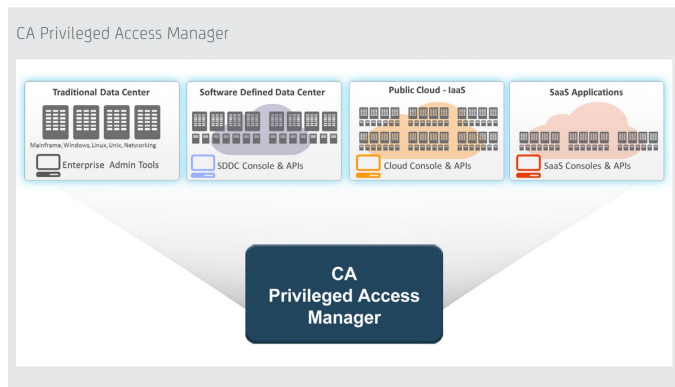 CA Privileged Access Manager
Traditional Data Center
Mainframe, Windows, Linux, Unix, Networking
Enterprise Admin Tools
Software Defined Data Center
SDDC Console & APIs
Public Cloud - IaaS
Cloud Console & APIs
SaaS Applications
SaaS Consoles & APIs
CA
Privileged Access
Manager